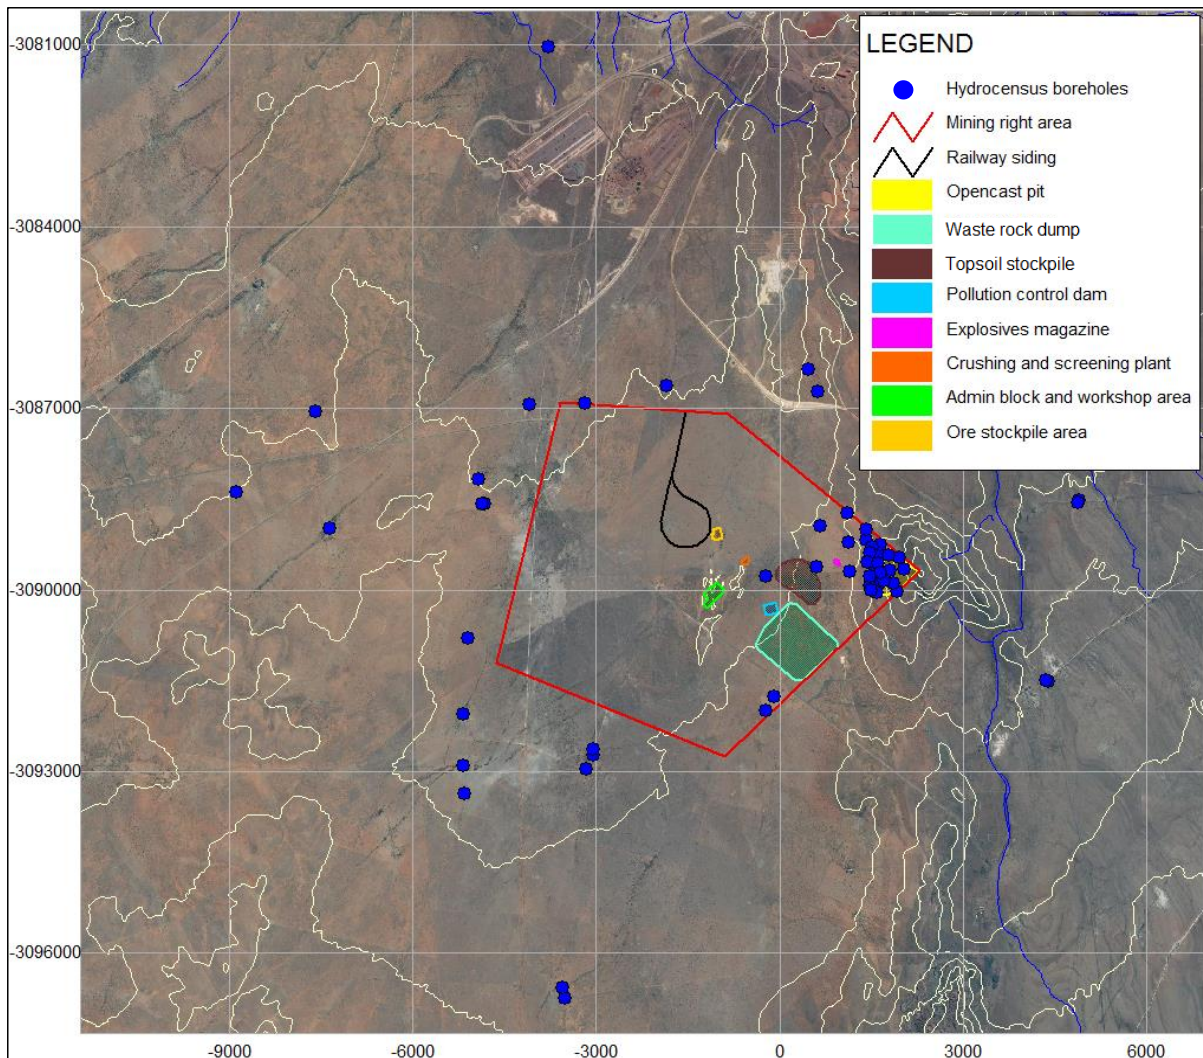 -3081000
-3084000
-3087000
-3090000
-3093000
-3096000
LEGEND
Hydrocensus boreholes
Mining right area
Railway siding
Opencast pit
Waste rock dump
Topsoil stockpile
Pollution control dam
Explosives magazine
Crushing and screening plant
Admin block and workshop area
Ore stockpile area
-9000 -6000 -3000 0 3000 6000